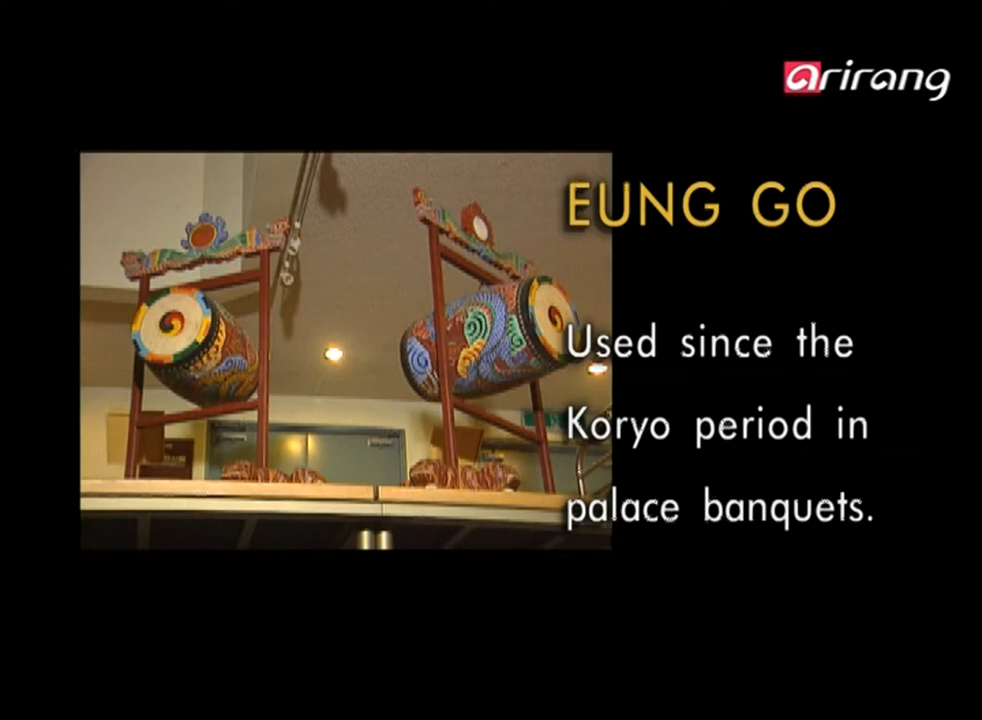 arirang
EUNG GO
Used since the
Koryo period in
palace banquets.